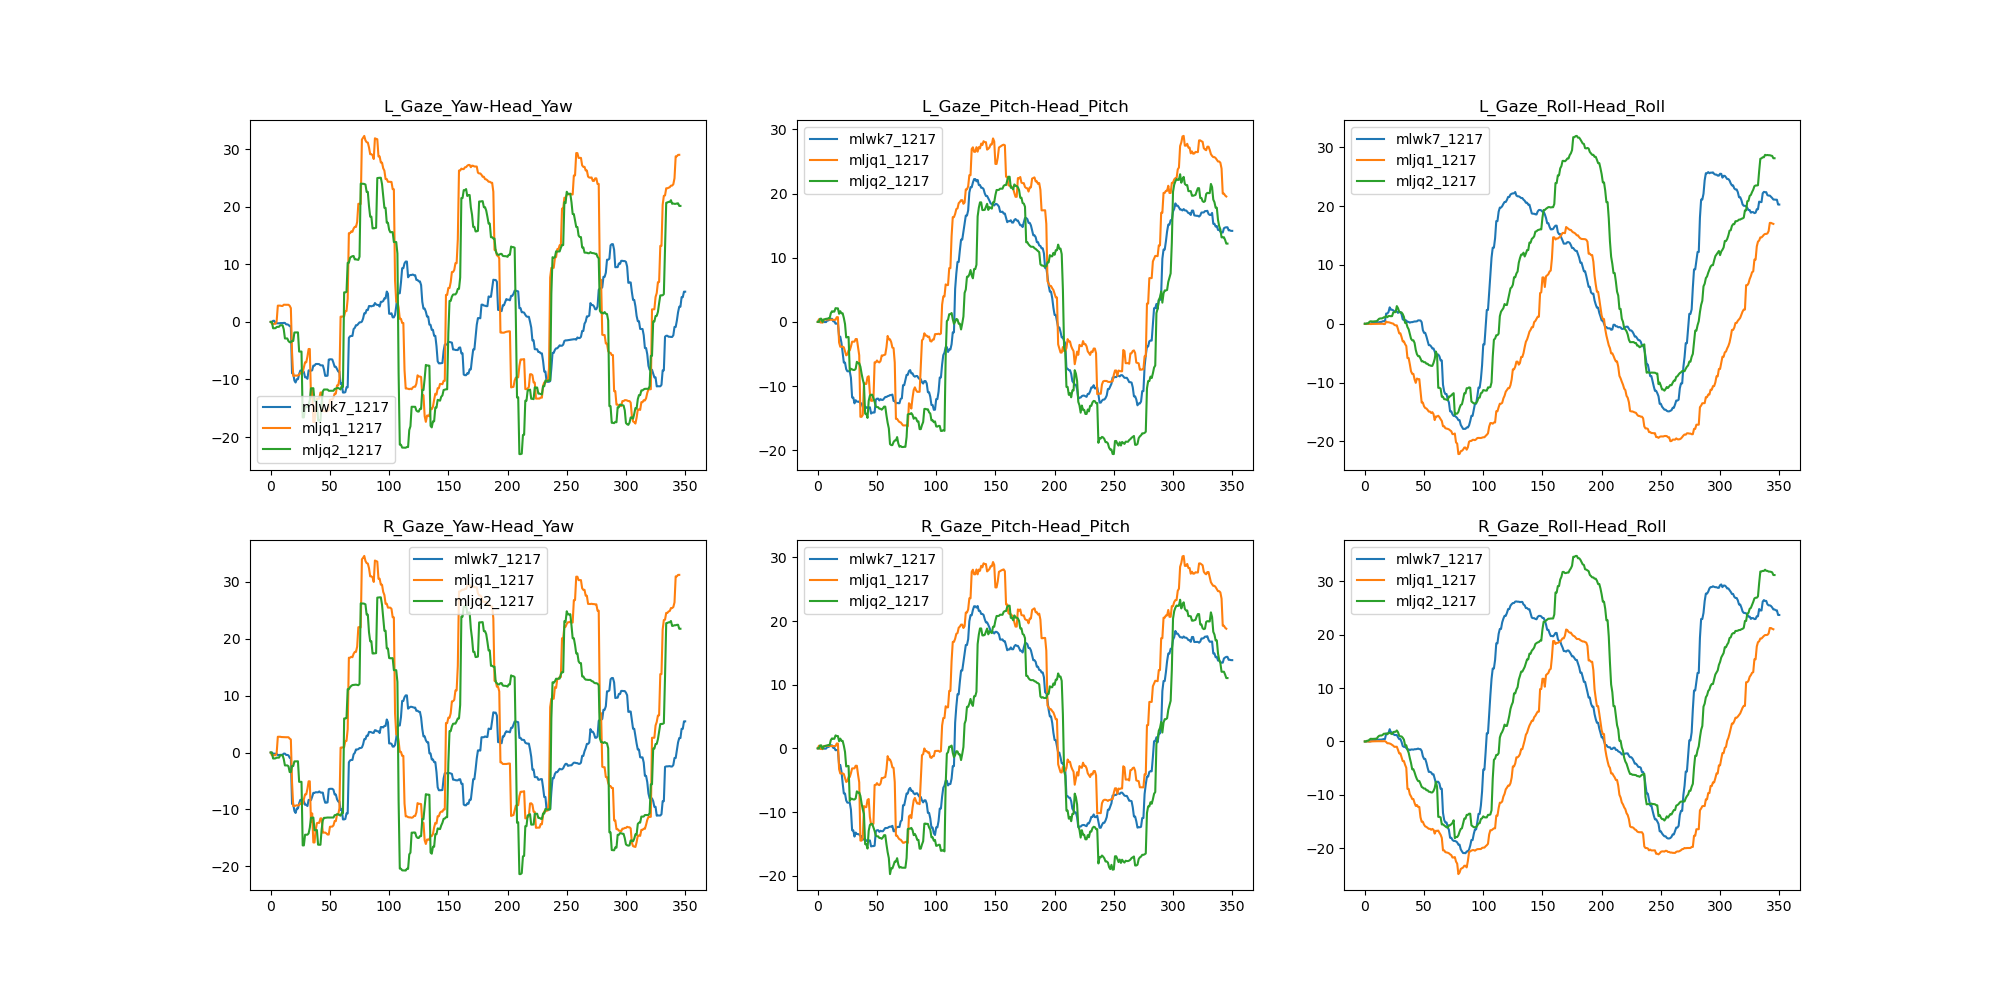 L_Gaze_Yaw-Head_Yaw
30
20
10
0
−10
−20
mlwk7_1217
mljq1_1217
mljq2_1217
0 50 100 150 200 250 300 350
L_Gaze_Pitch-Head_Pitch
30
20
10
0
−10
−20
mlwk7_1217
mljq1_1217
mljq2_1217
0 50 100 150 200 250 300 350
L_Gaze_Roll-Head_Roll
30
20
10
0
−10
−20
mlwk7_1217
mljq1_1217
mljq2_1217
0 50 100 150 200 250 300 350
R_Gaze_Yaw-Head_Yaw
30
20
10
0
−10
−20
mlwk7_1217
mljq1_1217
mljq2_1217
0 50 100 150 200 250 300 350
R_Gaze_Pitch-Head_Pitch
30
20
10
0
−10
−20
mlwk7_1217
mljq1_1217
mljq2_1217
0 50 100 150 200 250 300 350
R_Gaze_Roll-Head_Roll
30
20
10
0
−10
−20
mlwk7_1217
mljq1_1217
mljq2_1217
0 50 100 150 200 250 300 350